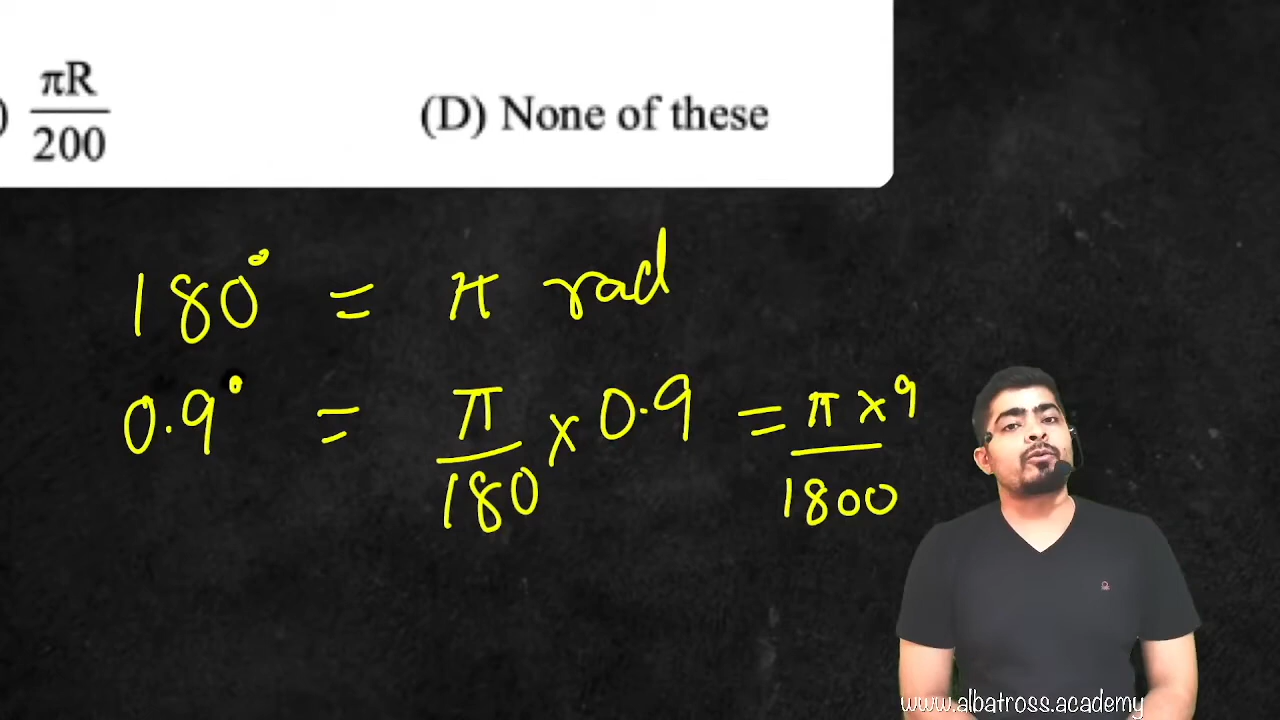 ) πR/200 (D) None of these
180° = π rad
0.9° = π/180 × 0.9 = π×9/1800
www.albatross.academy